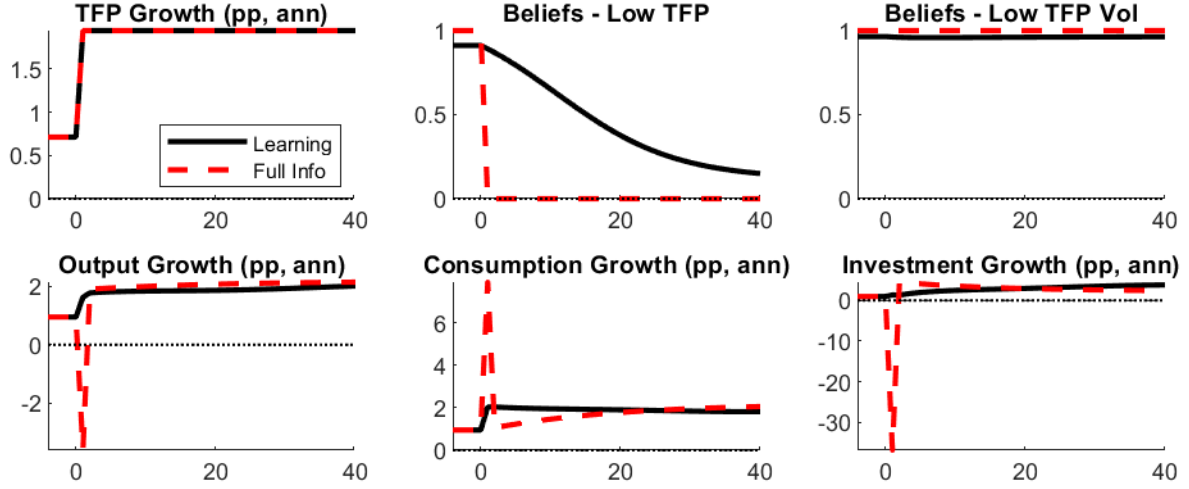 TFP Growth (pp, ann)
1.5
1
0.5
0
0 20 40
Learning
Full Info
Beliefs - Low TFP
1
0.5
0
0 20 40
Beliefs - Low TFP Vol
1
0.5
0
0 20 40
Output Growth (pp, ann)
2
0
-2
0 20 40
Consumption Growth (pp, ann)
6
4
2
0
0 20 40
Investment Growth (pp, ann)
0
-10
-20
-30
0 20 40